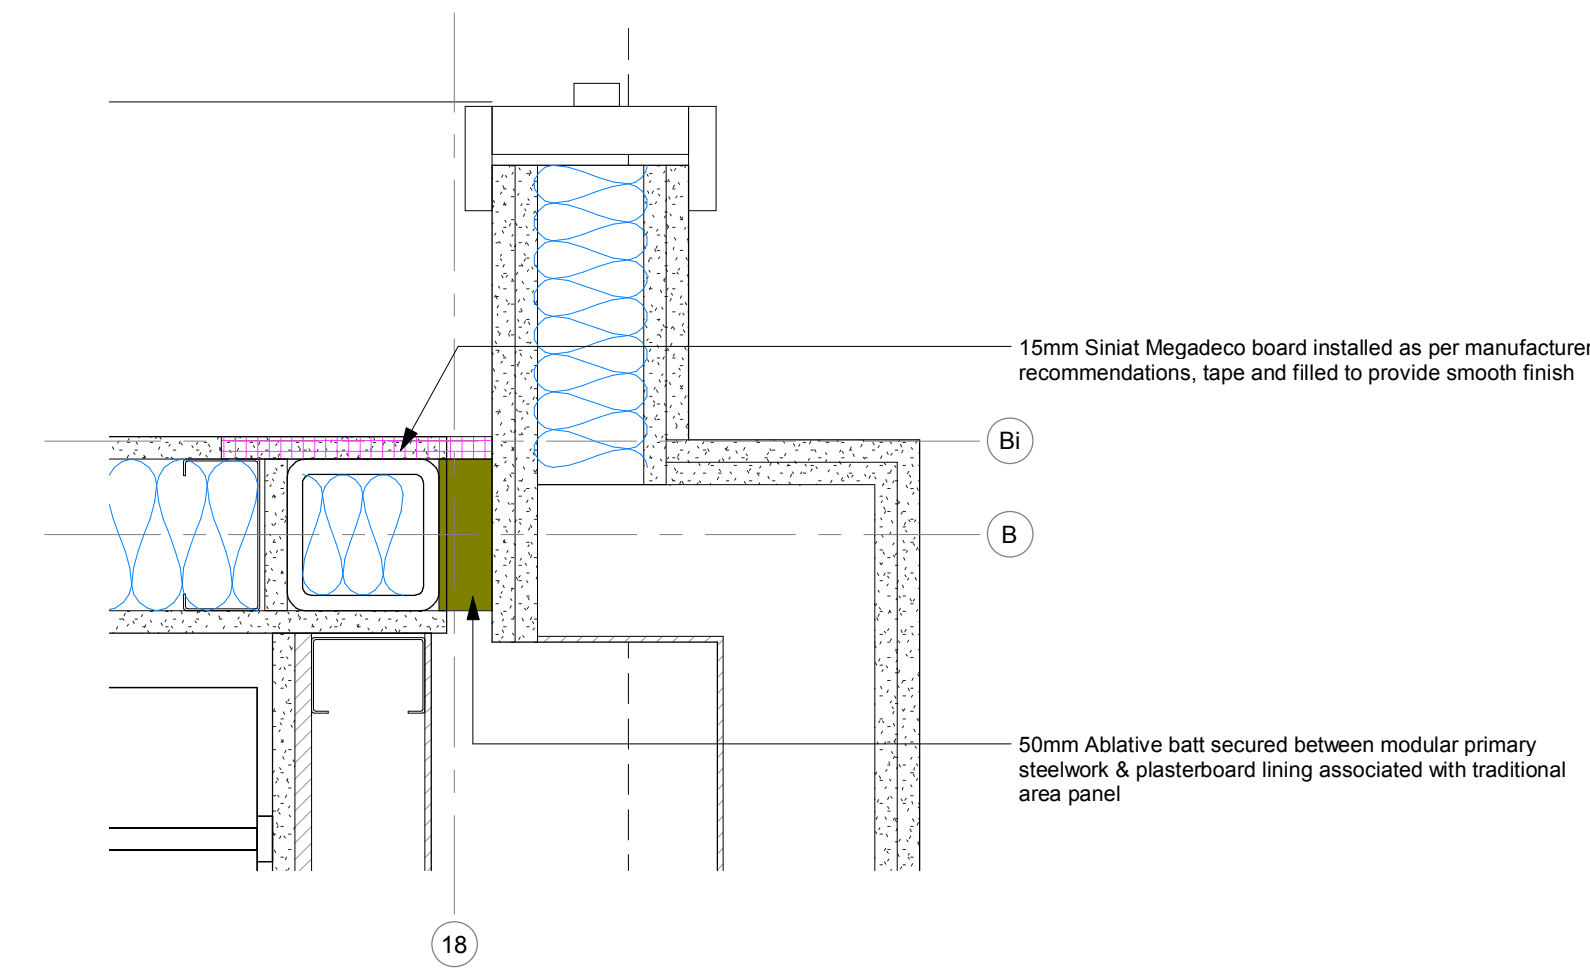 15mm Siniat Megadeco board installed as per manufacturer
recommendations, tape and filled to provide smooth finish
Bi
B
50mm Ablative batt secured between modular primary
steelwork & plasterboard lining associated with traditional
area panel
18